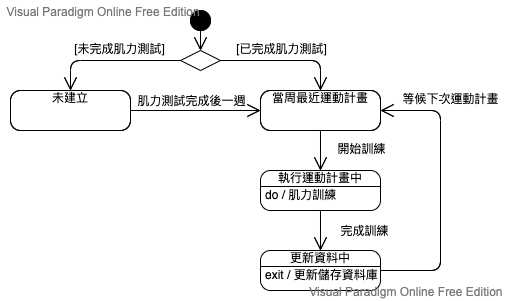 Visual Paradigm Online Free Edition
[未完成肌力測試]
[已完成肌力測試]
未建立
肌力測試完成後一週
當周最近運動計畫
等候下次運動計畫
開始訓練
執行運動計畫中
do / 肌力訓練
完成訓練
更新資料中
exit / 更新儲存資料庫
Visual Paradigm Online Free Edition